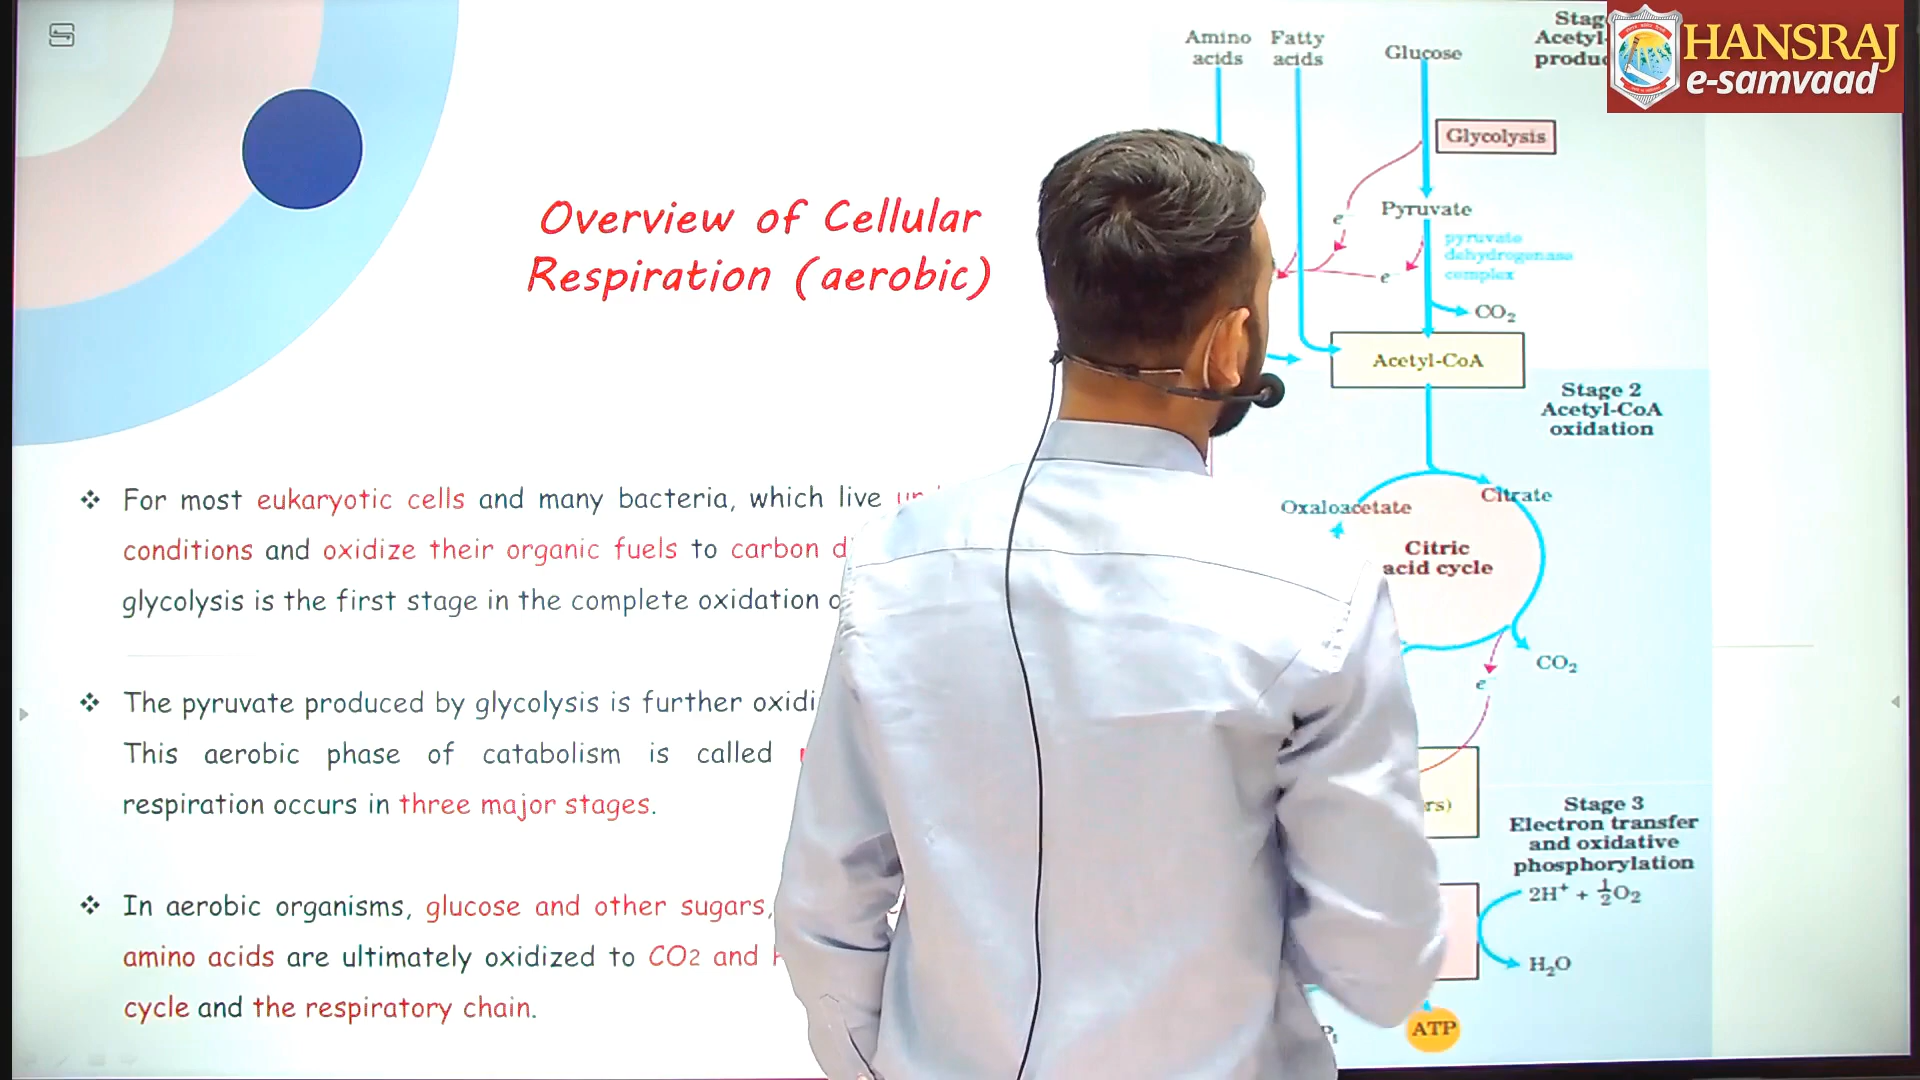 HANSRAJ
e-samvaad
Overview of Cellular
Respiration (aerobic)
❖ For most eukaryotic cells and many bacteria, which live
conditions and oxidize their organic fuels to carbon
glycolysis is the first stage in the complete oxidation
❖ The pyruvate produced by glycolysis is further
This aerobic phase of catabolism is called
respiration occurs in three major stages.
❖ In aerobic organisms, glucose and other sugars,
amino acids are ultimately oxidized to CO2 and
cycle and the respiratory chain.
Amino
acids
Fatty
acids
Glucose
Glycolysis
e⁻
Pyruvate
pyruvate
dehydrogenase
complex
e⁻
CO₂
Acetyl-CoA
Stage 2
Acetyl-CoA
oxidation
Oxaloacetate
Citrate
Citric
acid cycle
CO₂
e⁻
Stage 3
Electron transfer
and oxidative
phosphorylation
2H⁺ + ½O₂
H₂O
ATP